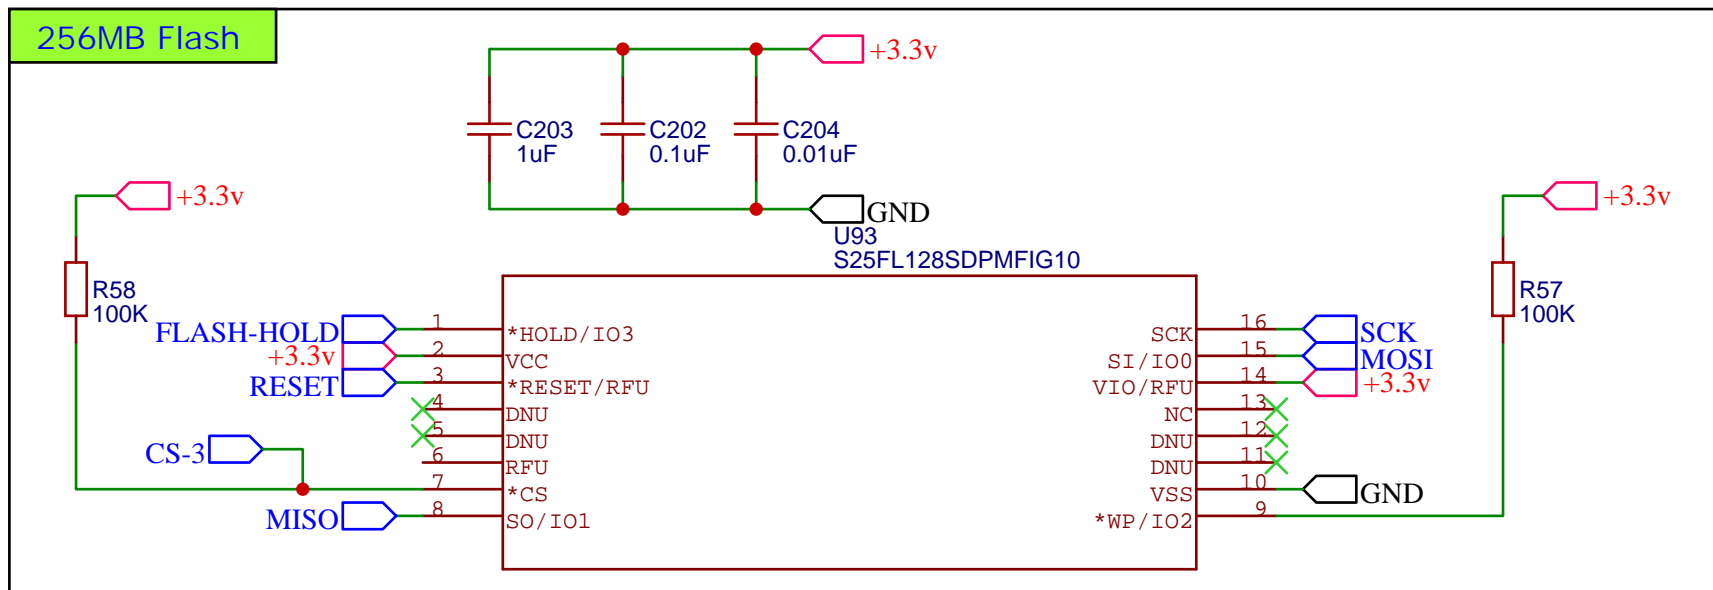 256MB Flash
+3.3v
C203
1uF
C202
0.1uF
C204
0.01uF
+3.3v
GND
+3.3v
U93
S25FL128SDPMFIG10
R58
100K
R57
100K
FLASH-HOLD 1 *HOLD/IO3
+3.3v 2 VCC
RESET 3 *RESET/RFU
4 DNU
5 DNU
CS-3
6 RFU
7 *CS
MISO 8 SO/IO1
SCK 16 SCK
SI/IO0 15 MOSI
VIO/RFU 14 +3.3v
NC 13
DNU 12
DNU 11
VSS 10 GND
*WP/IO2 9